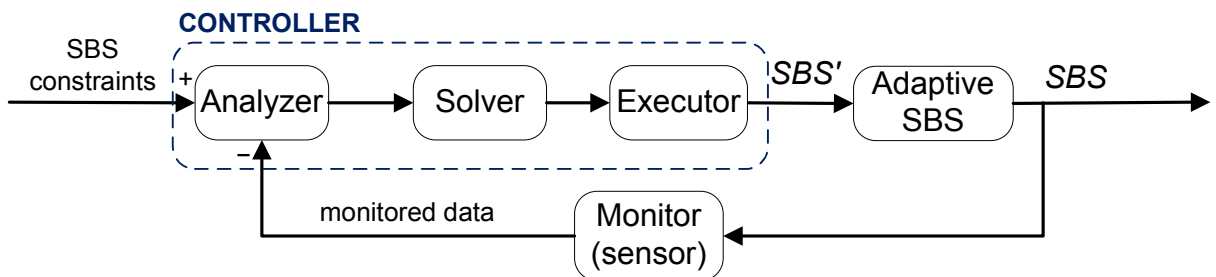 CONTROLLER
SBS
constraints
+
Analyzer
Solver
Executor
SBS'
Adaptive
SBS
SBS
−
monitored data
Monitor
(sensor)